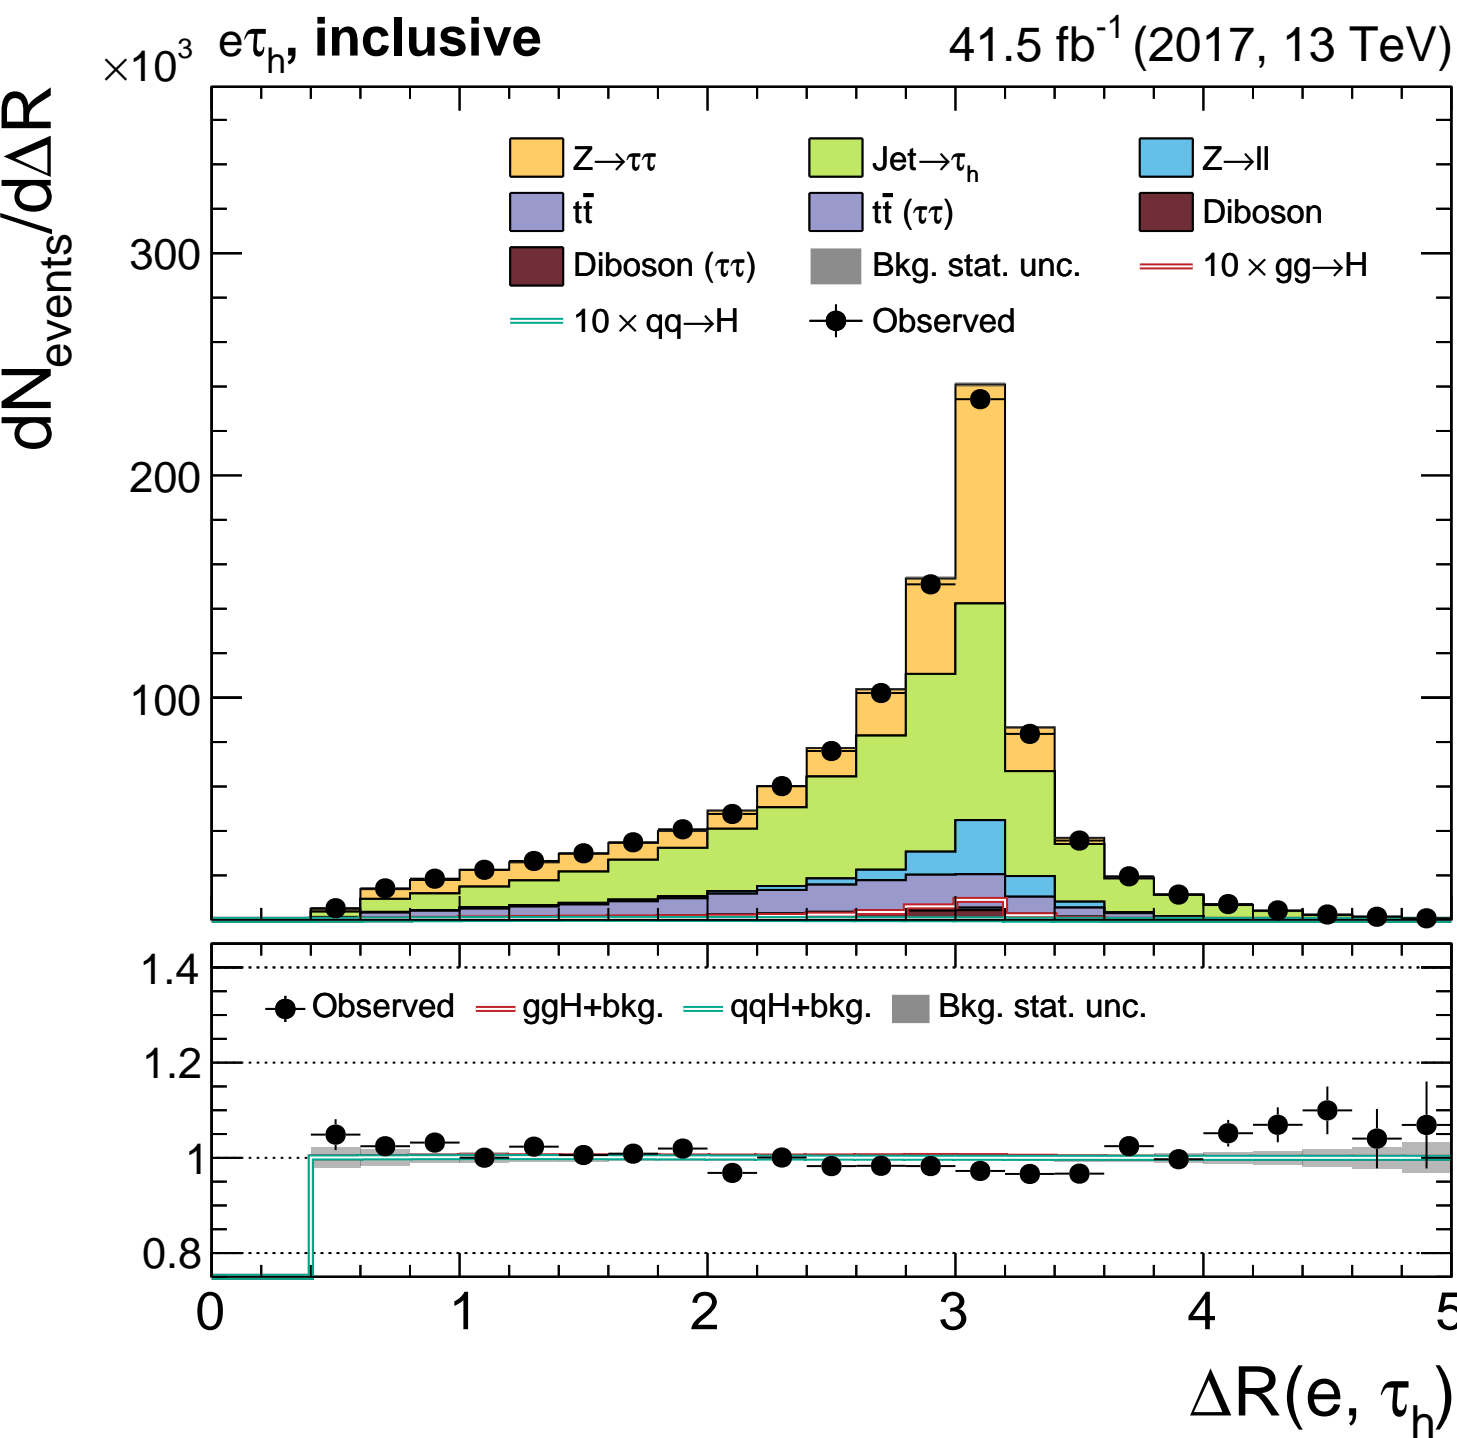 ×10³ eτₕ, inclusive 41.5 fb⁻¹ (2017, 13 TeV)
dN_events/dΔR
Z→ττ Jet→τₕ Z→ll
tt̄ tt̄ (ττ) Diboson
Diboson (ττ) Bkg. stat. unc. 10 × gg→H
10 × qq→H Observed
300
200
100
1.4
Observed ggH+bkg. qqH+bkg. Bkg. stat. unc.
1.2
1
0.8
0 1 2 3 4 5
ΔR(e, τₕ)